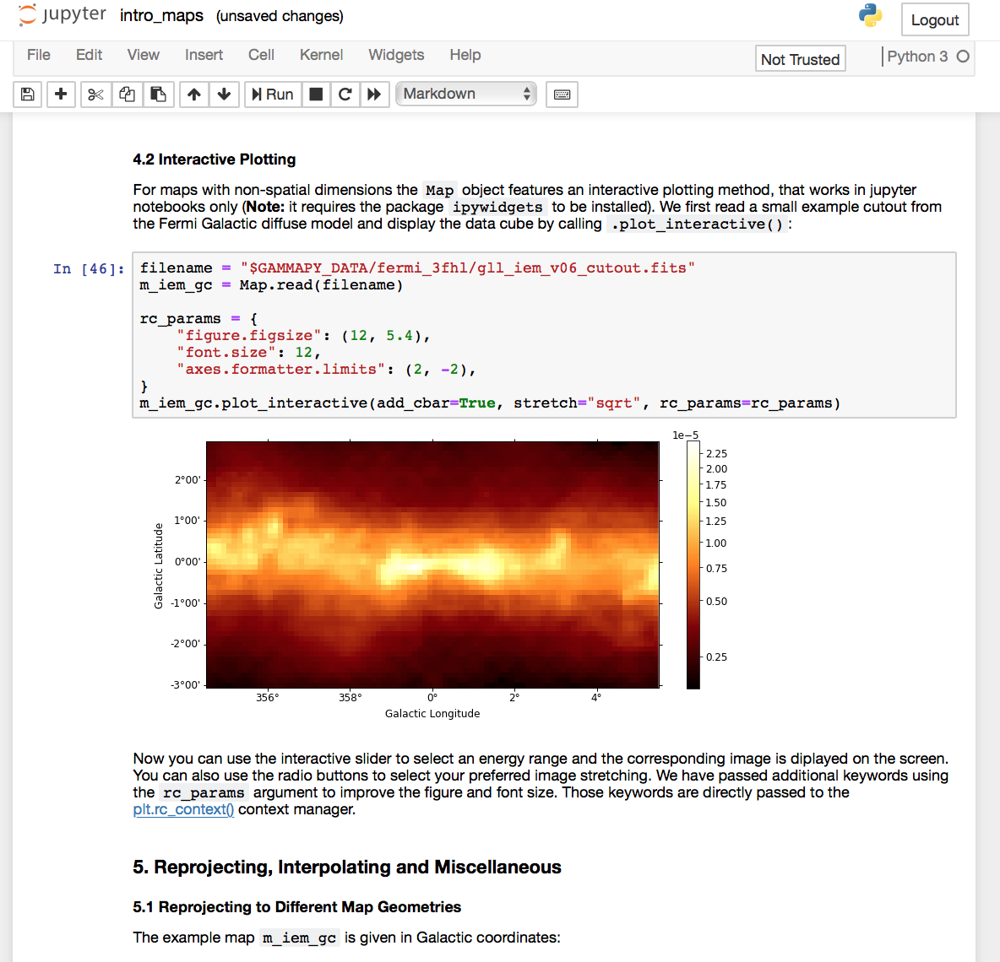 jupyter intro_maps (unsaved changes)
Logout
File Edit View Insert Cell Kernel Widgets Help
Not Trusted
Python 3
Run
Markdown
4.2 Interactive Plotting
For maps with non-spatial dimensions the Map object features an interactive plotting method, that works in jupyter
notebooks only (Note: it requires the package ipywidgets to be installed). We first read a small example cutout from
the Fermi Galactic diffuse model and display the data cube by calling .plot_interactive() :
In [46]:
filename = "$GAMMAPY_DATA/fermi_3fhl/gll_iem_v06_cutout.fits"
m_iem_gc = Map.read(filename)
rc_params = {
"figure.figsize": (12, 5.4),
"font.size": 12,
"axes.formatter.limits": (2, -2),
}
m_iem_gc.plot_interactive(add_cbar=True, stretch="sqrt", rc_params=rc_params)
1e−5
2.25
2.00
1.75
1.50
1.25
1.00
0.75
0.50
0.25
Galactic Latitude
2°00'
1°00'
0°00'
-1°00'
-2°00'
-3°00'
356° 358° 0° 2° 4°
Galactic Longitude
Now you can use the interactive slider to select an energy range and the corresponding image is diplayed on the screen.
You can also use the radio buttons to select your preferred image stretching. We have passed additional keywords using
the rc_params argument to improve the figure and font size. Those keywords are directly passed to the
plt.rc_context() context manager.
5. Reprojecting, Interpolating and Miscellaneous
5.1 Reprojecting to Different Map Geometries
The example map m_iem_gc is given in Galactic coordinates: